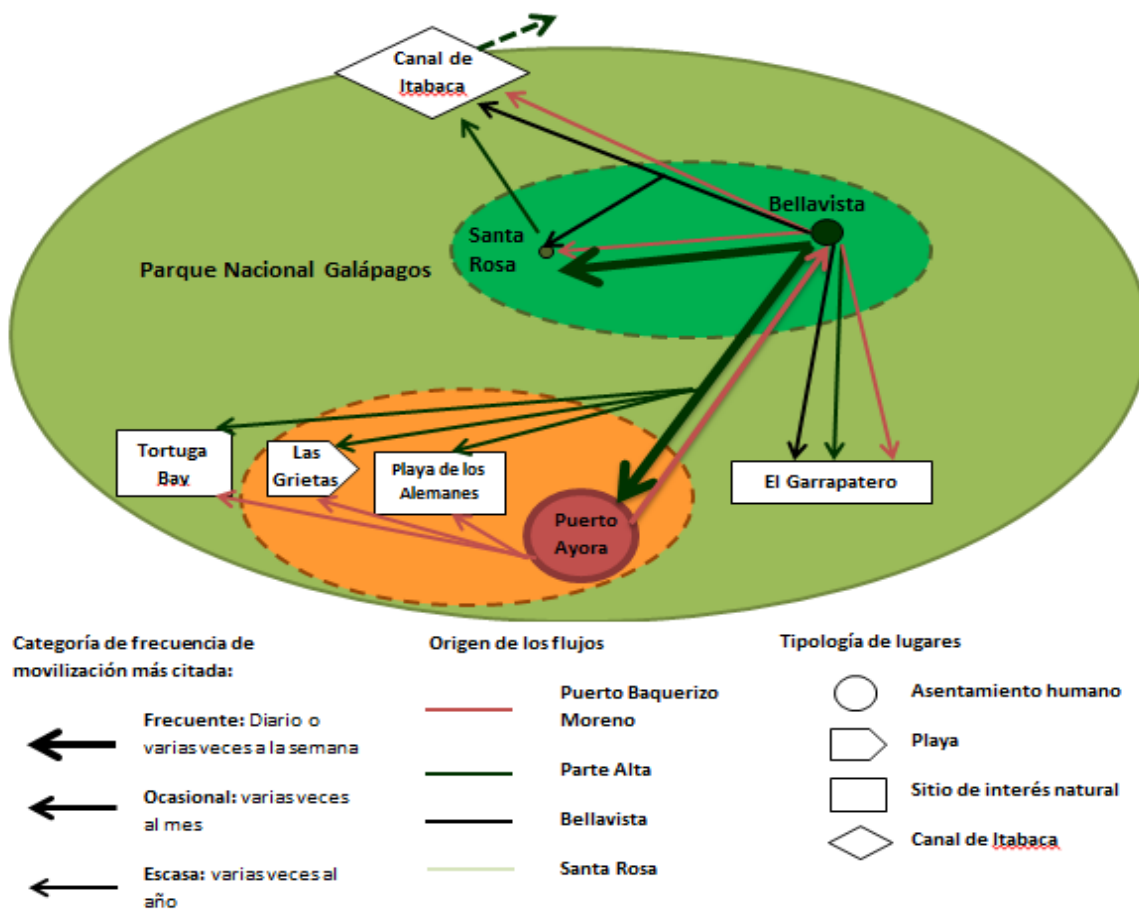 Canal de
Itabaca
Bellavista
Santa
Rosa
Parque Nacional Galápagos
Tortuga
Bay
Las
Grietas
Playa de los
Alemanes
El Garrapatero
Puerto
Ayora
Categoría de frecuencia de
movilización más citada:
Frecuente: Diario o
varias veces a la semana
Ocasional: varias veces
al mes
Escasa: varias veces al
año
Origen de los flujos
Puerto Baquerizo
Moreno
Parte Alta
Bellavista
Santa Rosa
Tipología de lugares
Asentamiento humano
Playa
Sitio de interés natural
Canal de Itabaca